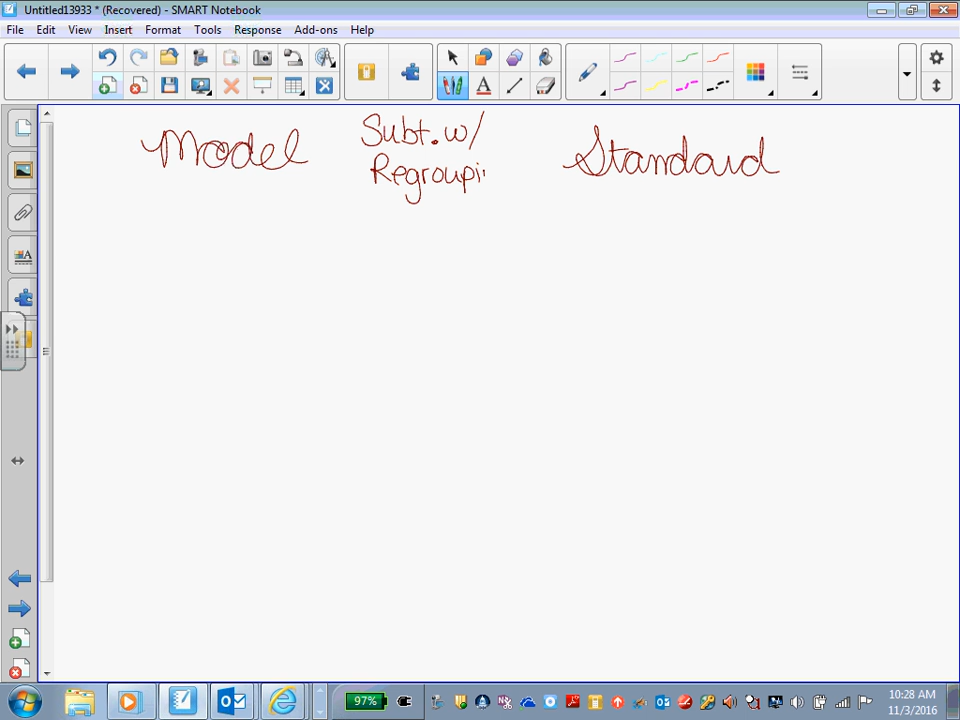 Untitled13933 * (Recovered) - SMART Notebook
File Edit View Insert Format Tools Response Add-ons Help
Model Subt. w/ Standard
Regroupi
97%
10:28 AM
11/3/2016